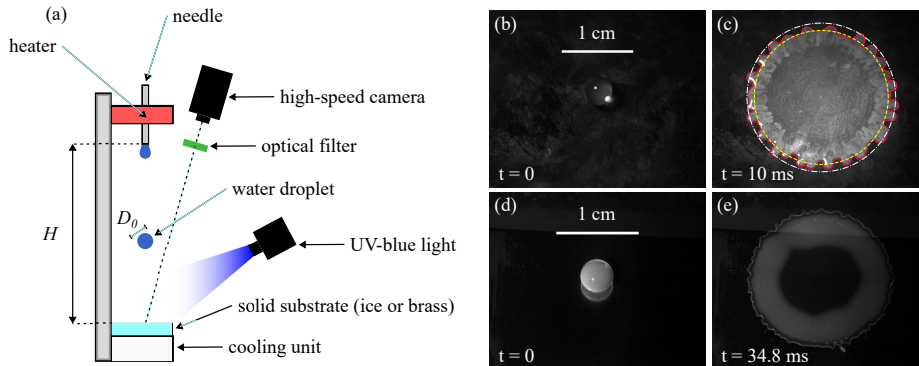 (a)
needle
heater
high-speed camera
optical filter
water droplet
D₀
H
UV-blue light
solid substrate (ice or brass)
cooling unit
(b)
1 cm
t = 0
(c)
t = 10 ms
(d)
1 cm
t = 0
(e)
t = 34.8 ms